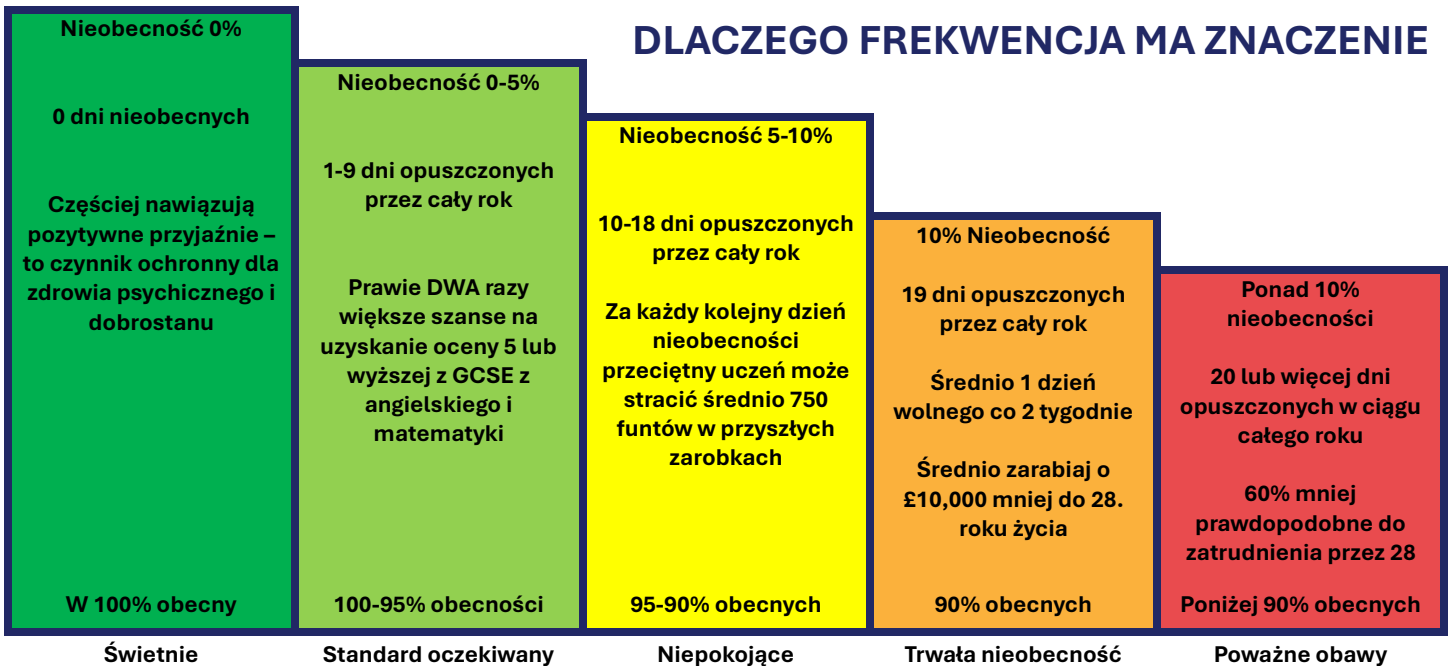 DLACZEGO FREKWENCJA MA ZNACZENIE
Nieobecność 0%
0 dni nieobecnych
Częściej nawiązują
pozytywne przyjaźnie –
to czynnik ochronny dla
zdrowia psychicznego i
dobrostanu
W 100% obecny
Świetnie
Nieobecność 0-5%
1-9 dni opuszczonych
przez cały rok
Prawie DWA razy
większe szanse na
uzyskanie oceny 5 lub
wyższej z GCSE z
angielskiego i
matematyki
100-95% obecności
Standard oczekiwany
Nieobecność 5-10%
10-18 dni opuszczonych
przez cały rok
Za każdy kolejny dzień
nieobecności
przeciętny uczeń może
stracić średnio 750
funtów w przyszłych
zarobkach
95-90% obecnych
Niepokojące
10% Nieobecność
19 dni opuszczonych
przez cały rok
Średnio 1 dzień
wolnego co 2 tygodnie
Średnio zarabiaj o
£10,000 mniej do 28.
roku życia
90% obecnych
Trwała nieobecność
Ponad 10%
nieobecności
20 lub więcej dni
opuszczonych w ciągu
całego roku
60% mniej
prawdopodobne do
zatrudnienia przez 28
Poniżej 90% obecnych
Poważne obawy